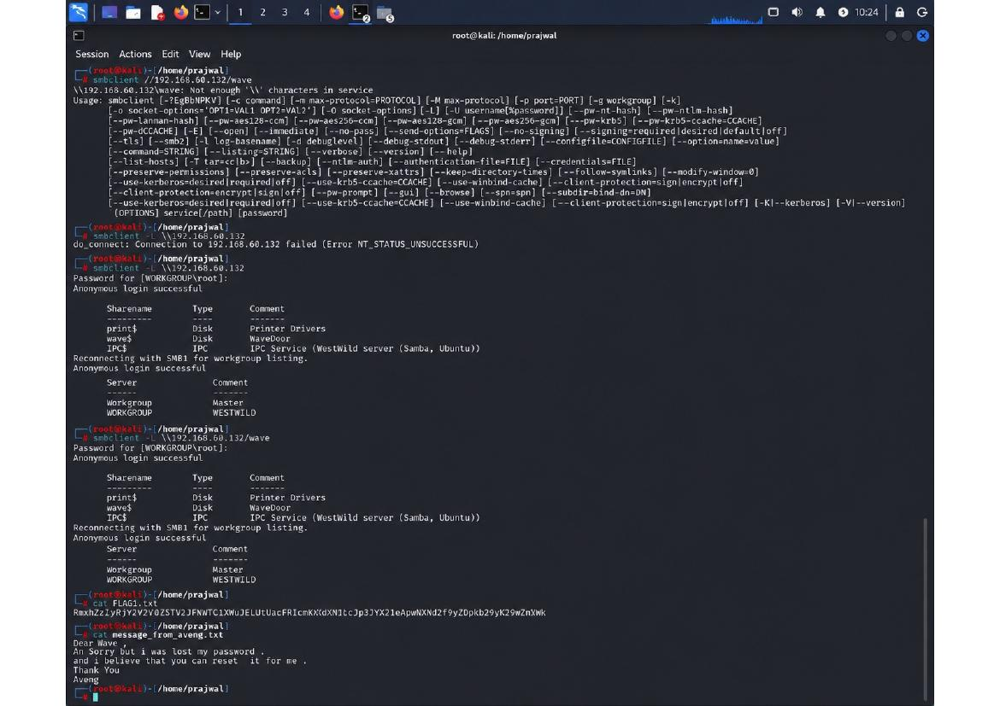 1 2 3 4 2 5 10:24
root@kali: /home/prajwal
Session Actions Edit View Help
┌──(root㉿kali)-[/home/prajwal]
└─# smbclient //192.168.60.132/wave
\\192.168.60.132\wave: Not enough '\\' characters in service
Usage: smbclient [-?EgBbNPKV] [-c command] [-m max-protocol=PROTOCOL] [-M max-protocol] [-p port=PORT] [-g workgroup] [-k]
[-o socket-options='OPT1=VAL1 OPT2=VAL2'] [-O socket-options] [-L] [-U username[%password]] [--pw-nt-hash] [--pw-ntlm-hash]
[--pw-lanman-hash] [--pw-aes128-ccm] [--pw-aes256-ccm] [--pw-aes128-gcm] [--pw-aes256-gcm] [--pw-krb5] [--pw-krb5-ccache=CCACHE]
[--pw-dCCACHE] [-E] [--open] [--immediate] [--no-pass] [--send-options=FLAGS] [--no-signing] [--signing=required|desired|default|off]
[--tls] [--smb2] [-l log-basename] [-d debuglevel] [--debug-stdout] [--debug-stderr] [--configfile=CONFIGFILE] [--option=name=value]
[--command=STRING] [--listing=STRING] [--verbose] [--version] [--help]
[--list-hosts] [-T tar=<c|b>] [--backup] [--ntlm-auth] [--authentication-file=FILE] [--credentials=FILE]
[--preserve-permissions] [--preserve-acls] [--preserve-xattrs] [--keep-directory-times] [--follow-symlinks] [--modify-window=0]
[--use-kerberos=desired|required|off] [--use-krb5-ccache=CCACHE] [--use-winbind-cache] [--client-protection=sign|encrypt|off]
[--client-protection=encrypt|sign|off] [--pw-prompt] [--gui] [--browse] [--spn=spn] [--subdir=bind-dn=DN]
[--use-kerberos=desired|required|off] [--use-krb5-ccache=CCACHE] [--use-winbind-cache] [--client-protection=sign|encrypt|off] [-K|--kerberos] [-V|--version]
[OPTIONS] service[/path] [password]
┌──(root㉿kali)-[/home/prajwal]
└─# smbclient -L \\192.168.60.132
do_connect: Connection to 192.168.60.132 failed (Error NT_STATUS_UNSUCCESSFUL)
┌──(root㉿kali)-[/home/prajwal]
└─# smbclient -L \\192.168.60.132
Password for [WORKGROUP\root]:
Anonymous login successful
Sharename Type Comment
--------- ---- -------
print$ Disk Printer Drivers
wave$ Disk WaveDoor
IPC$ IPC IPC Service (WestWild server (Samba, Ubuntu))
Reconnecting with SMB1 for workgroup listing.
Anonymous login successful
Server Comment
------ -------
Workgroup Master
WORKGROUP WESTWILD
┌──(root㉿kali)-[/home/prajwal]
└─# smbclient -L \\192.168.60.132/wave
Password for [WORKGROUP\root]:
Anonymous login successful
Sharename Type Comment
--------- ---- -------
print$ Disk Printer Drivers
wave$ Disk WaveDoor
IPC$ IPC IPC Service (WestWild server (Samba, Ubuntu))
Reconnecting with SMB1 for workgroup listing.
Anonymous login successful
Server Comment
------ -------
Workgroup Master
WORKGROUP WESTWILD
┌──(root㉿kali)-[/home/prajwal]
└─# cat FLAG1.txt
┌──(root㉿kali)-[/home/prajwal]
└─# cat message_from_aveng.txt
Dear Wave ,
An Sorry but i was lost my password .
and i believe that you can reset it for me .
Thank You
Aveng
┌──(root㉿kali)-[/home/prajwal]
└─#